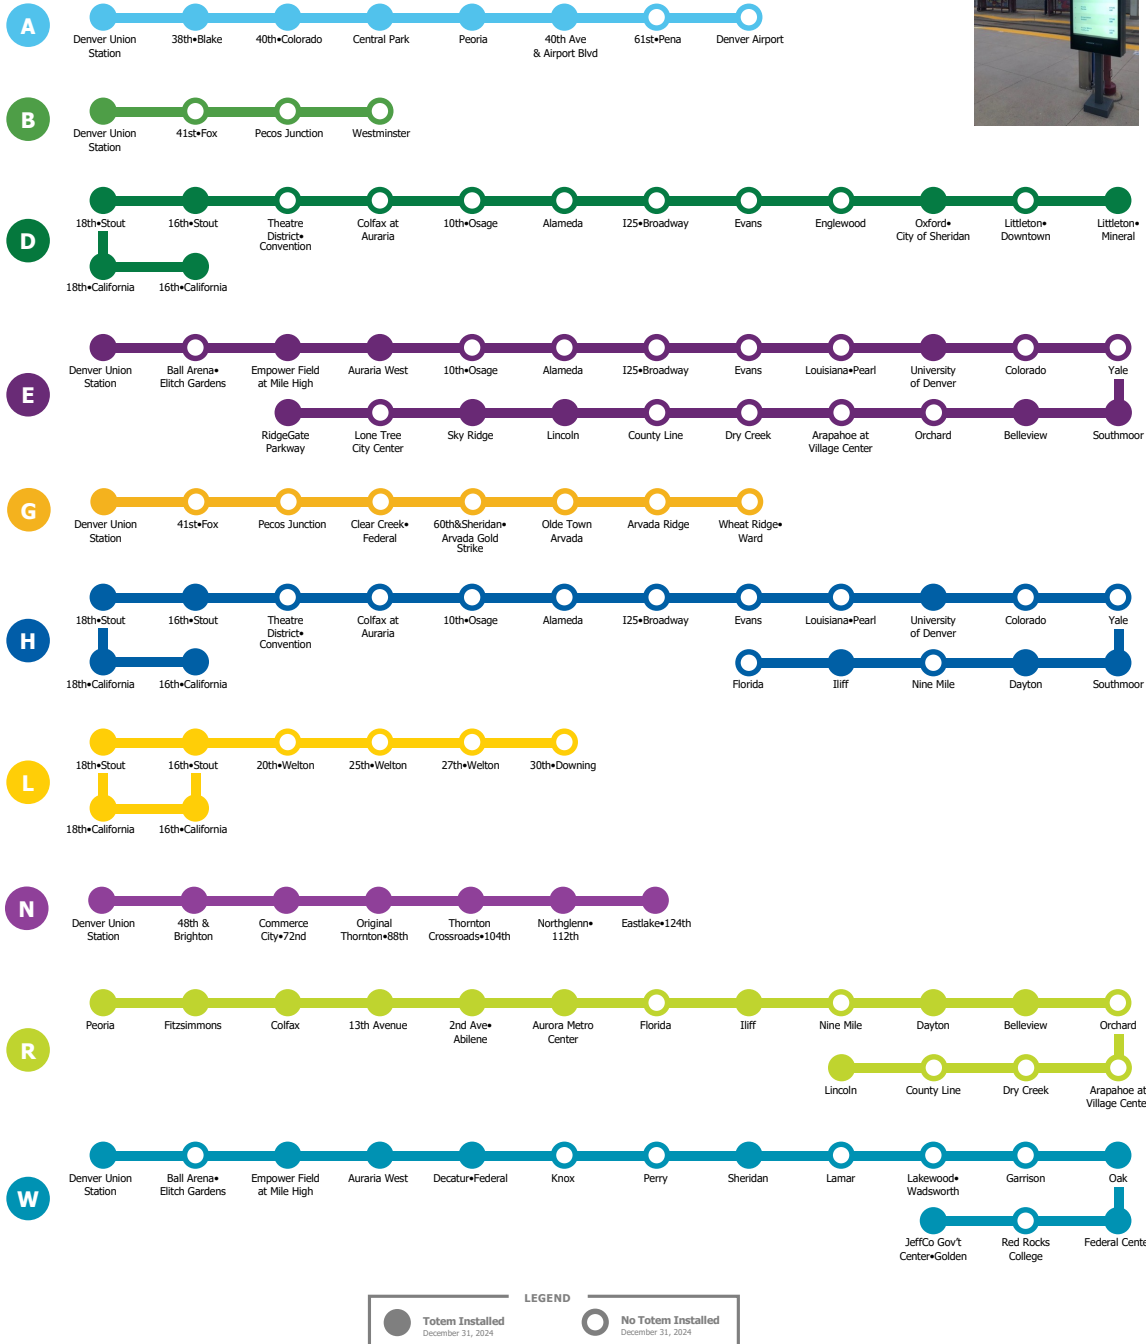 A
Denver Union
Station
38th•Blake
40th•Colorado
Central Park
Peoria
40th Ave
& Airport Blvd
61st•Pena
Denver Airport
B
Denver Union
Station
41st•Fox
Pecos Junction
Westminster
D
18th•Stout
16th•Stout
Theatre
District•
Convention
Colfax at
Auraria
10th•Osage
Alameda
I25•Broadway
Evans
Englewood
Oxford•
City of Sheridan
Littleton•
Downtown
Littleton•
Mineral
18th•California
16th•California
E
Denver Union
Station
Ball Arena•
Elitch Gardens
Empower Field
at Mile High
Auraria West
10th•Osage
Alameda
I25•Broadway
Evans
Louisiana•Pearl
University
of Denver
Colorado
Yale
RidgeGate
Parkway
Lone Tree
City Center
Sky Ridge
Lincoln
County Line
Dry Creek
Arapahoe at
Village Center
Orchard
Belleview
Southmoor
G
Denver Union
Station
41st•Fox
Pecos Junction
Clear Creek•
Federal
60th&Sheridan•
Arvada Gold
Strike
Olde Town
Arvada
Arvada Ridge
Wheat Ridge•
Ward
H
18th•Stout
16th•Stout
Theatre
District•
Convention
Colfax at
Auraria
10th•Osage
Alameda
I25•Broadway
Evans
Louisiana•Pearl
University
of Denver
Colorado
Yale
18th•California
16th•California
Florida
Iliff
Nine Mile
Dayton
Southmoor
L
18th•Stout
16th•Stout
20th•Welton
25th•Welton
27th•Welton
30th•Downing
18th•California
16th•California
N
Denver Union
Station
48th &
Brighton
Commerce
City•72nd
Original
Thornton•88th
Thornton
Crossroads•104th
Northglenn•
112th
Eastlake•124th
R
Peoria
Fitzsimmons
Colfax
13th Avenue
2nd Ave•
Abilene
Aurora Metro
Center
Florida
Iliff
Nine Mile
Dayton
Belleview
Orchard
Lincoln
County Line
Dry Creek
Arapahoe at
Village Cente
W
Denver Union
Station
Ball Arena•
Elitch Gardens
Empower Field
at Mile High
Auraria West
Decatur•Federal
Knox
Perry
Sheridan
Lamar
Lakewood•
Wadsworth
Garrison
Oak
JeffCo Gov't
Center•Golden
Red Rocks
College
Federal Cente
LEGEND
Totem Installed
December 31, 2024
No Totem Installed
December 31, 2024